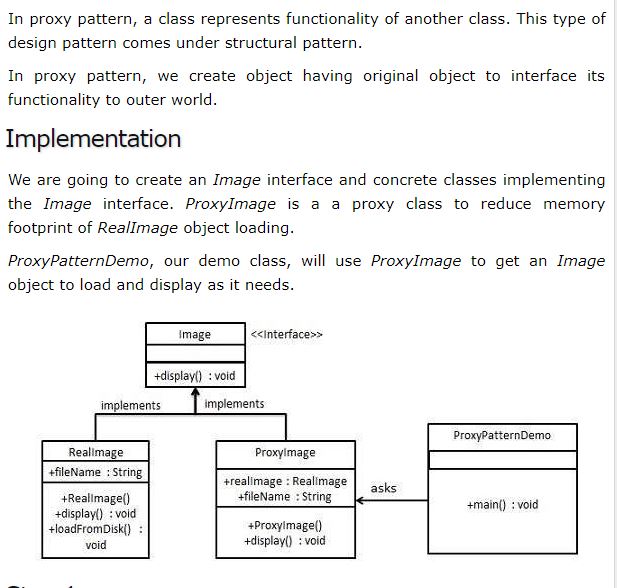 In proxy pattern, a class represents functionality of another class. This type of
design pattern comes under structural pattern.
In proxy pattern, we create object having original object to interface its
functionality to outer world.
Implementation
We are going to create an Image interface and concrete classes implementing
the Image interface. ProxyImage is a a proxy class to reduce memory
footprint of RealImage object loading.
ProxyPatternDemo, our demo class, will use ProxyImage to get an Image
object to load and display as it needs.
Image
<<Interface>>
+display() : void
implements
implements
RealImage
+fileName : String
+RealImage()
+display() : void
+loadFromDisk() :
void
ProxyImage
+realImage : RealImage
+fileName : String
+ProxyImage()
+display() : void
asks
ProxyPatternDemo
+main() : void